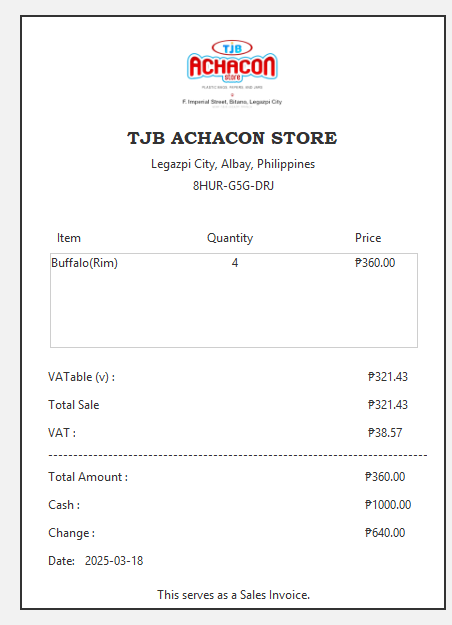 TJB
ACHACON
store
PLASTIC BAGS, PAPERS, AND JARS
F. Imperial Street, Bitano, Legazpi City
TJB ACHACON STORE
Legazpi City, Albay, Philippines
8HUR-G5G-DRJ
Item Quantity Price
Buffalo(Rim) 4 ₱360.00
VATable (v) : ₱321.43
Total Sale ₱321.43
VAT : ₱38.57
Total Amount : ₱360.00
Cash : ₱1000.00
Change : ₱640.00
Date: 2025-03-18
This serves as a Sales Invoice.